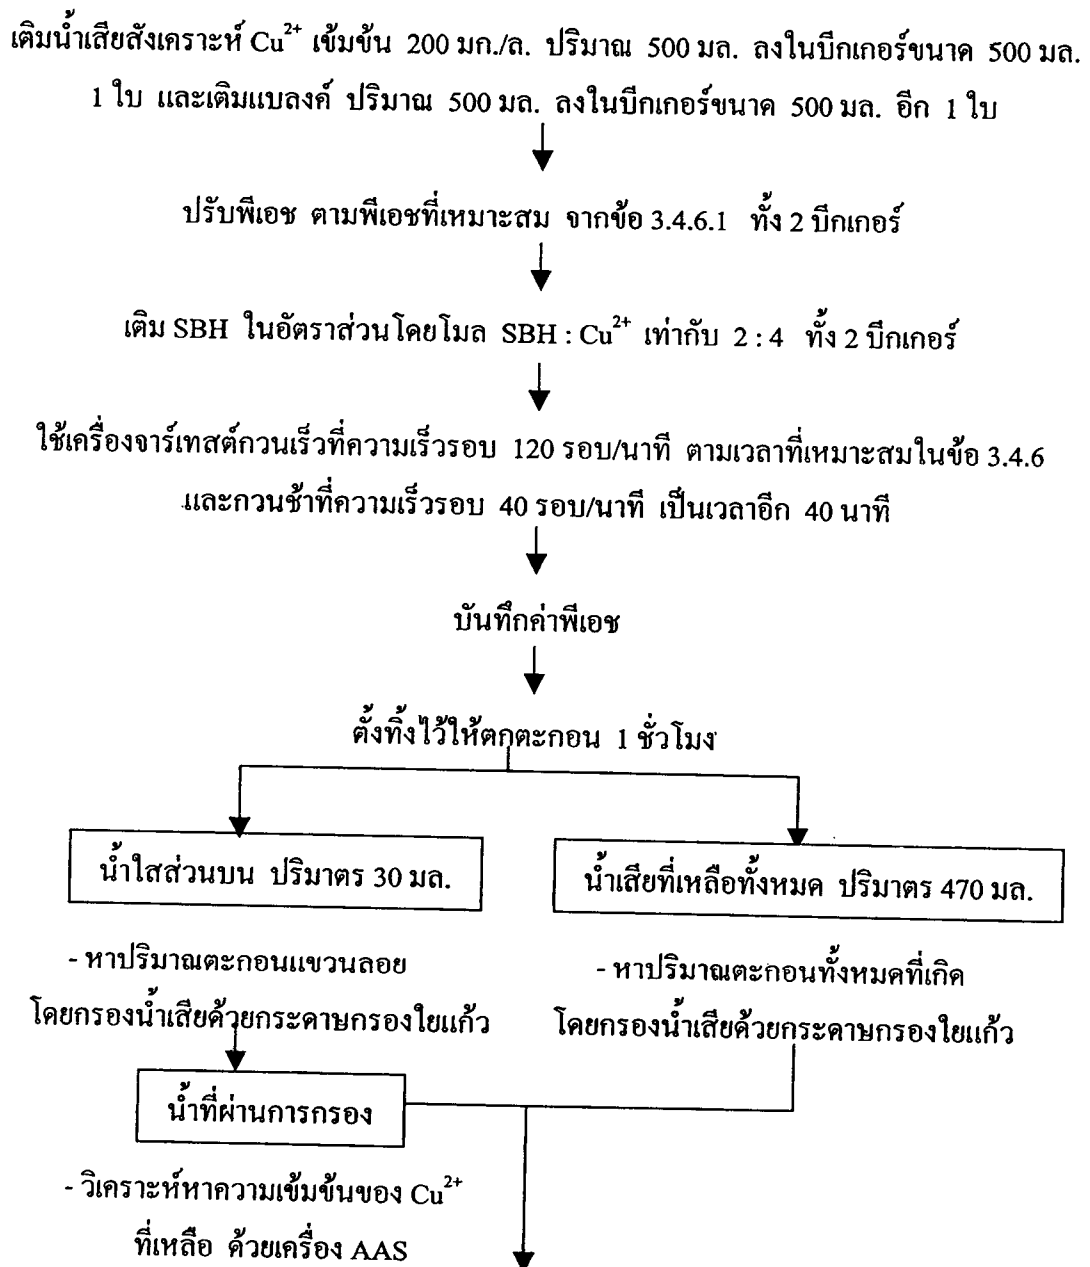 เติมน้ำเสียสังเคราะห์ Cu²⁺ เข้มข้น 200 มก./ล. ปริมาณ 500 มล. ลงในบีกเกอร์ขนาด 500 มล.
1 ใบ และเติมแบลงค์ ปริมาณ 500 มล. ลงในบีกเกอร์ขนาด 500 มล. อีก 1 ใบ
ปรับพีเอช ตามพีเอชที่เหมาะสม จากข้อ 3.4.6.1 ทั้ง 2 บีกเกอร์
เติม SBH ในอัตราส่วนโดยโมล SBH : Cu²⁺ เท่ากับ 2 : 4 ทั้ง 2 บีกเกอร์
ใช้เครื่องจาร์เทสต์กวนเร็วที่ความเร็วรอบ 120 รอบ/นาที ตามเวลาที่เหมาะสมในข้อ 3.4.6
และกวนช้าที่ความเร็วรอบ 40 รอบ/นาที เป็นเวลาอีก 40 นาที
บันทึกค่าพีเอช
ตั้งทิ้งไว้ให้ตกตะกอน 1 ชั่วโมง
น้ำใสส่วนบน ปริมาตร 30 มล.
น้ำเสียที่เหลือทั้งหมด ปริมาตร 470 มล.
- หาปริมาณตะกอนแขวนลอย
โดยกรองน้ำเสียด้วยกระดาษกรองใยแก้ว
- หาปริมาณตะกอนทั้งหมดที่เกิด
โดยกรองน้ำเสียด้วยกระดาษกรองใยแก้ว
น้ำที่ผ่านการกรอง
- วิเคราะห์หาความเข้มข้นของ Cu²⁺
ที่เหลือ ด้วยเครื่อง AAS